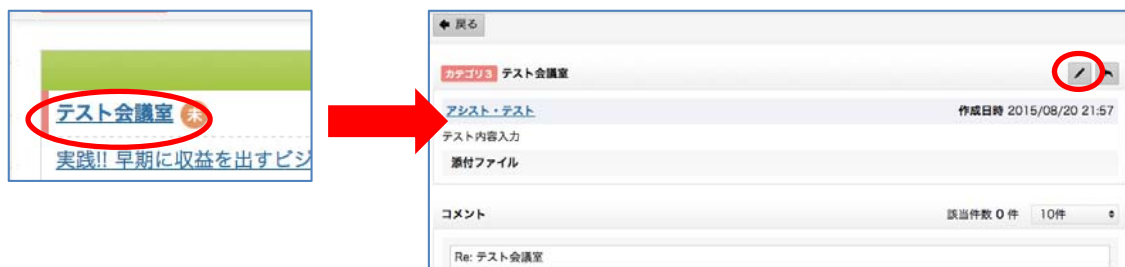 テスト会議室 未
実践!! 早期に収益を出すビジ
戻る
カテゴリ3 テスト会議室
アシスト・テスト 作成日時 2015/08/20 21:57
テスト内容入力
添付ファイル
コメント 該当件数 0 件 10件
Re: テスト会議室